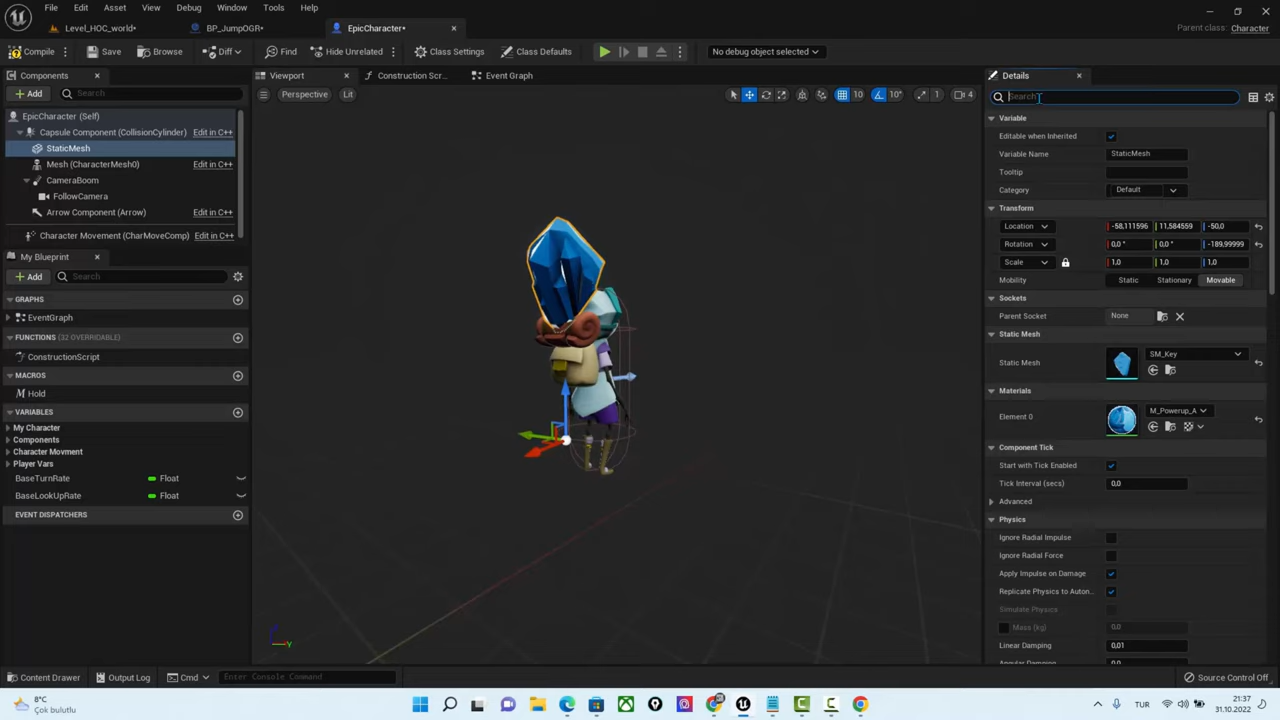 File Edit Asset View Debug Window Tools Help
Level_HOC_world*
BP_JumpOGR*
EpicCharacter*
Parent class: Character
Compile
Save
Browse
Diff
Find
Hide Unrelated
Class Settings
Class Defaults
No debug object selected
Components
Add
Search
EpicCharacter (Self)
Capsule Component (CollisionCylinder) Edit in C++
StaticMesh
Mesh (CharacterMesh0) Edit in C++
CameraBoom
FollowCamera
Arrow Component (Arrow) Edit in C++
Character Movement (CharMoveComp) Edit in C++
My Blueprint
Add
Search
GRAPHS
EventGraph
FUNCTIONS (32 OVERRIDABLE)
ConstructionScript
MACROS
Hold
VARIABLES
My Character
Components
Character Movment
Player Vars
BaseTurnRate Float
BaseLookUpRate Float
EVENT DISPATCHERS
Viewport
Construction Scr...
Event Graph
Perspective
Lit
10
10°
1
4
Z
Y
Details
Search
Variable
Editable when Inherited
Variable Name StaticMesh
Tooltip
Category Default
Transform
Location -58,111596 11,584559 -50,0
Rotation 0,0 ° 0,0 ° -189,99999
Scale 1,0 1,0 1,0
Mobility Static Stationary Movable
Sockets
Parent Socket None
Static Mesh
Static Mesh SM_Key
Materials
Element 0 M_Powerup_A
Component Tick
Start with Tick Enabled
Tick Interval (secs) 0,0
Advanced
Physics
Ignore Radial Impulse
Ignore Radial Force
Apply Impulse on Damage
Replicate Physics to Auton...
Simulate Physics
Mass (kg) 0,0
Linear Damping 0,01
Angular Damping 0,0
Content Drawer
Output Log
Cmd
Enter Console Command
Source Control Off
8°C
Çok bulutlu
TUR
21:37
31.10.2022